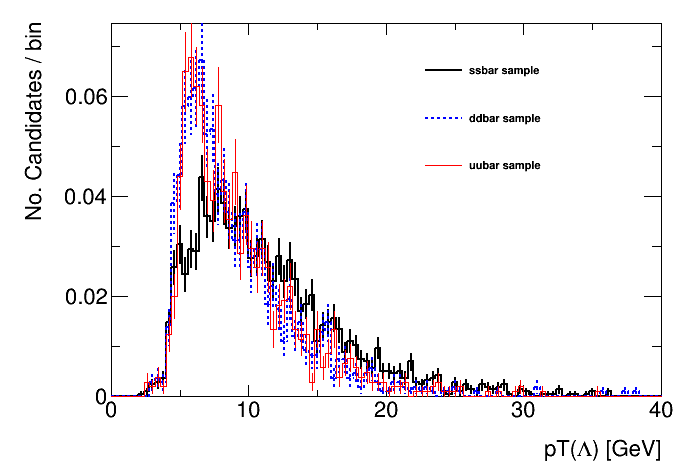 No. Candidates / bin
0.06
0.04
0.02
0
0
10
20
30
40
pT(Λ) [GeV]
ssbar sample
ddbar sample
uubar sample